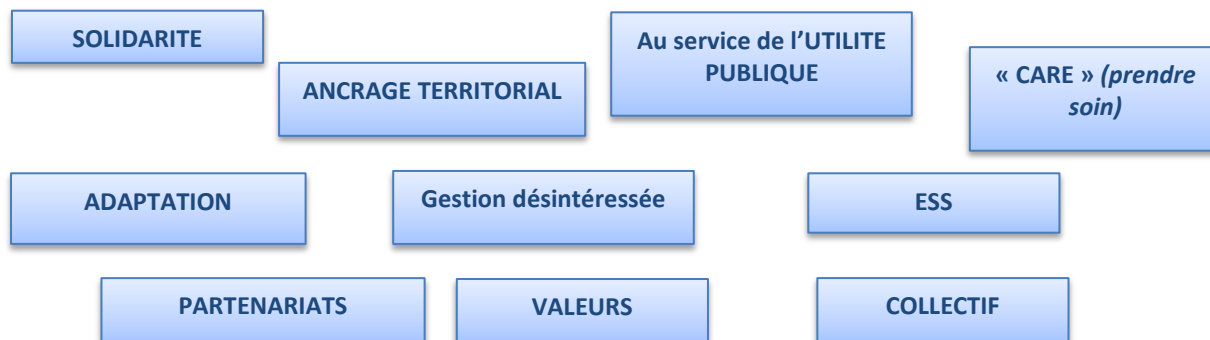 SOLIDARITE
ANCRAGE TERRITORIAL
Au service de l’UTILITE
PUBLIQUE
« CARE » (prendre
soin)
ADAPTATION
Gestion désintéressée
ESS
PARTENARIATS
VALEURS
COLLECTIF